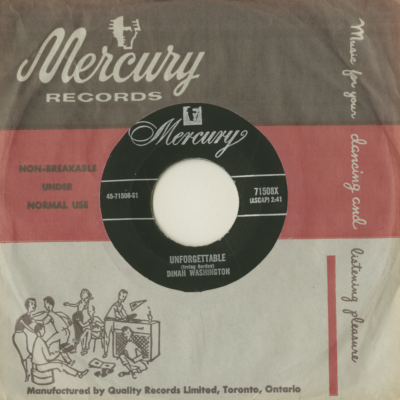 Mercury
RECORDS
Music for your dancing and listening pleasure
Mercury
NON-BREAKABLE
UNDER
NORMAL USE
45-71508-G1
71508X
(ASCAP) 2:41
UNFORGETTABLE
(Irving Gordon)
DINAH WASHINGTON
Manufactured by Quality Records Limited, Toronto, Ontario